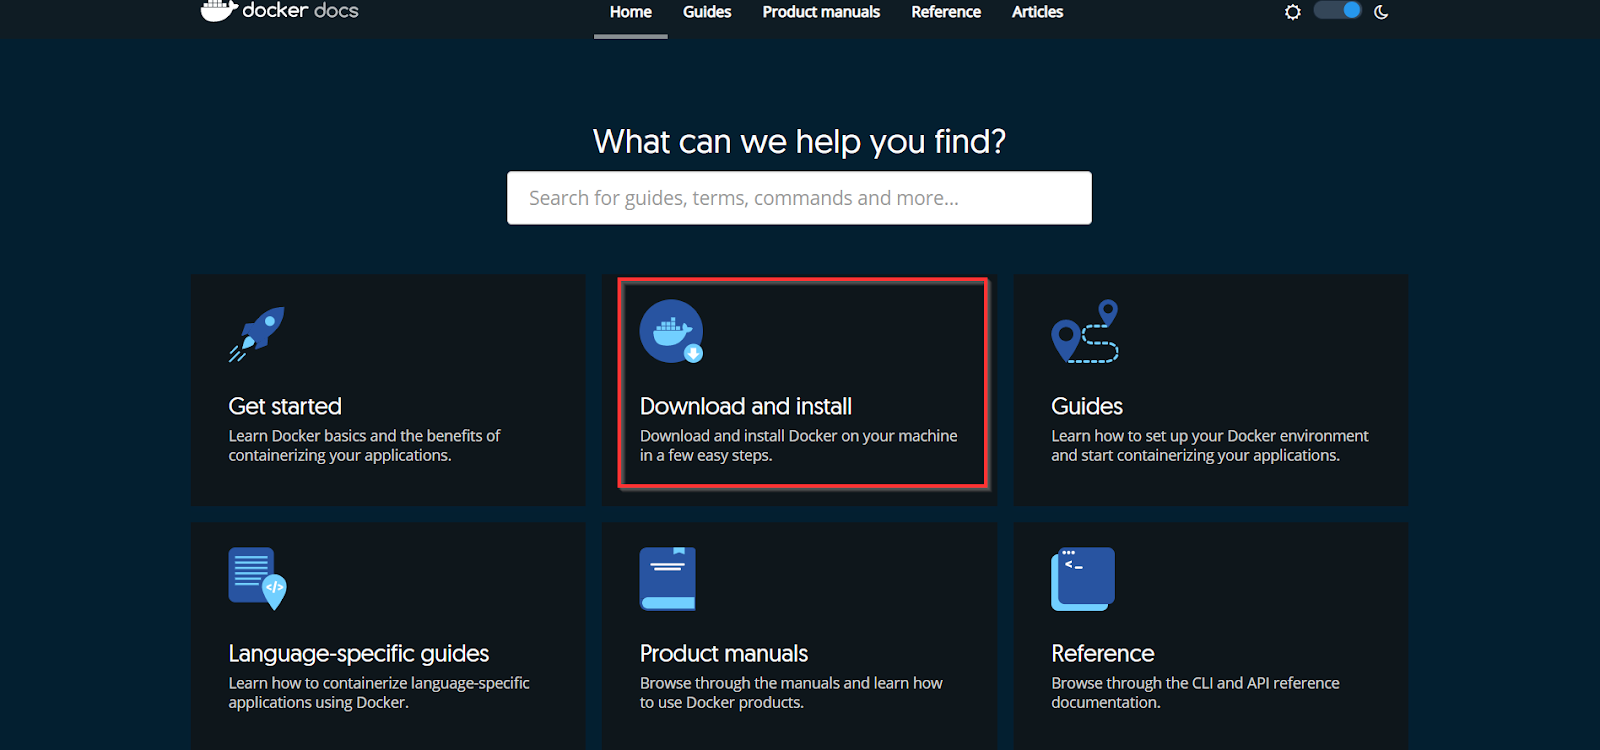 docker docs
Home Guides Product manuals Reference Articles
What can we help you find?
Search for guides, terms, commands and more...
Get started
Learn Docker basics and the benefits of
containerizing your applications.
Download and install
Download and install Docker on your machine
in a few easy steps.
Guides
Learn how to set up your Docker environment
and start containerizing your applications.
</>
Language-specific guides
Learn how to containerize language-specific
applications using Docker.
Product manuals
Browse through the manuals and learn how
to use Docker products.
<_
Reference
Browse through the CLI and API reference
documentation.